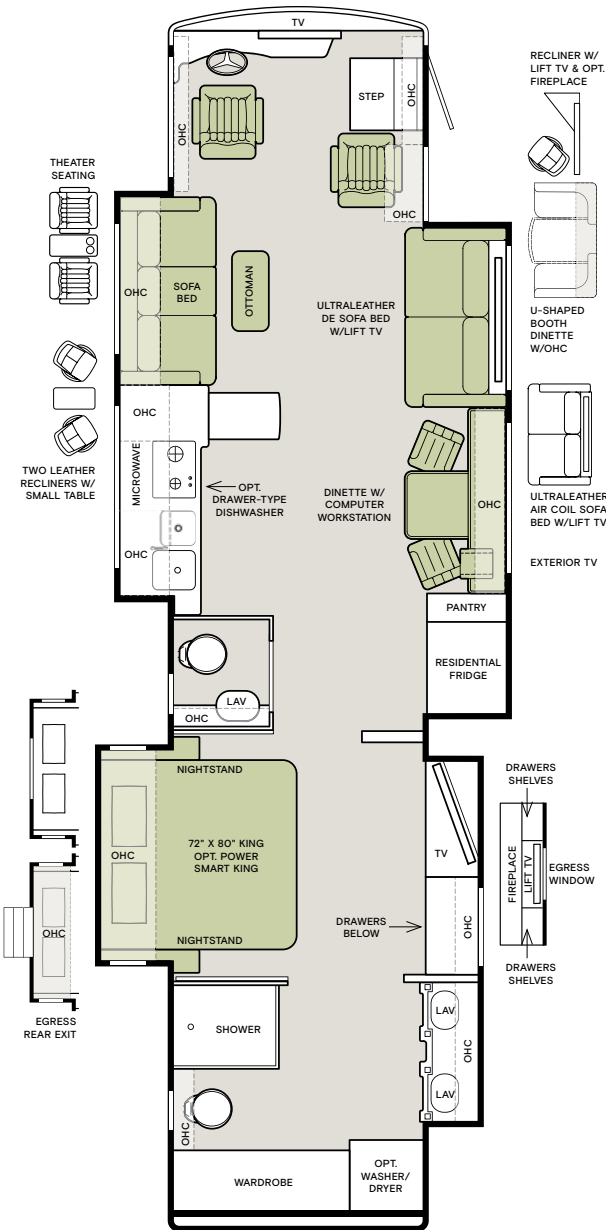 TV
RECLINER W/
LIFT TV & OPT.
FIREPLACE
STEP
OHC
OHC
OHC
THEATER
SEATING
OHC
SOFA
BED
OTTOMAN
ULTRALEATHER
DE SOFA BED
W/LIFT TV
U-SHAPED
BOOTH
DINETTE
W/OHC
OHC
MICROWAVE
OHC
TWO LEATHER
RECLINERS W/
SMALL TABLE
OPT.
DRAWER-TYPE
DISHWASHER
DINETTE W/
COMPUTER
WORKSTATION
OHC
ULTRALEATHER
AIR COIL SOFA
BED W/LIFT TV
EXTERIOR TV
PANTRY
RESIDENTIAL
FRIDGE
LAV
OHC
NIGHTSTAND
OHC
72" X 80" KING
OPT. POWER
SMART KING
NIGHTSTAND
TV
DRAWERS
SHELVES
FIREPLACE
LIFT TV
EGRESS
WINDOW
DRAWERS
SHELVES
DRAWERS
BELOW
OHC
OHC
EGRESS
REAR EXIT
SHOWER
LAV
OHC
LAV
OHC
WARDROBE
OPT.
WASHER/
DRYER